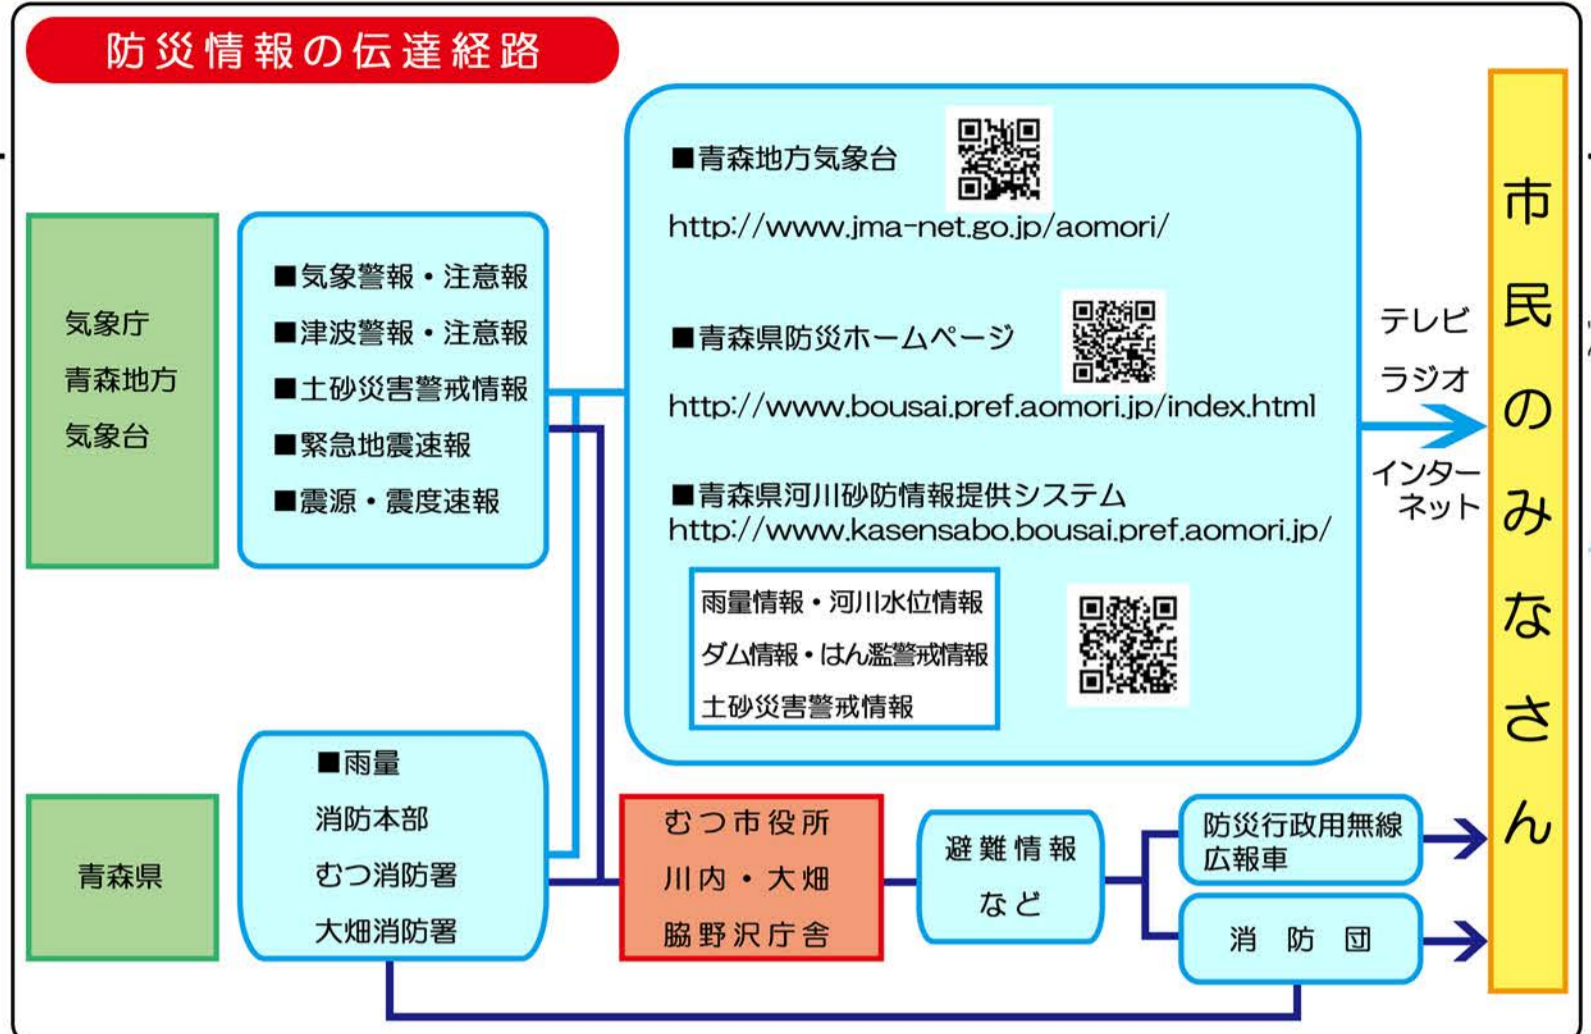 防災情報の伝達経路
気象庁
青森地方
気象台
■気象警報・注意報
■津波警報・注意報
■土砂災害警戒情報
■緊急地震速報
■震源・震度速報
■青森地方気象台
http://www.jma-net.go.jp/aomori/
■青森県防災ホームページ
http://www.bousai.pref.aomori.jp/index.html
■青森県河川砂防情報提供システム
http://www.kasensabo.bousai.pref.aomori.jp/
雨量情報・河川水位情報
ダム情報・はん濫警戒情報
土砂災害警戒情報
テレビ
ラジオ
インター
ネット
市民のみなさん
青森県
■雨量
消防本部
むつ消防署
大畑消防署
むつ市役所
川内・大畑
脇野沢庁舎
避難情報
など
防災行政用無線
広報車
消防団